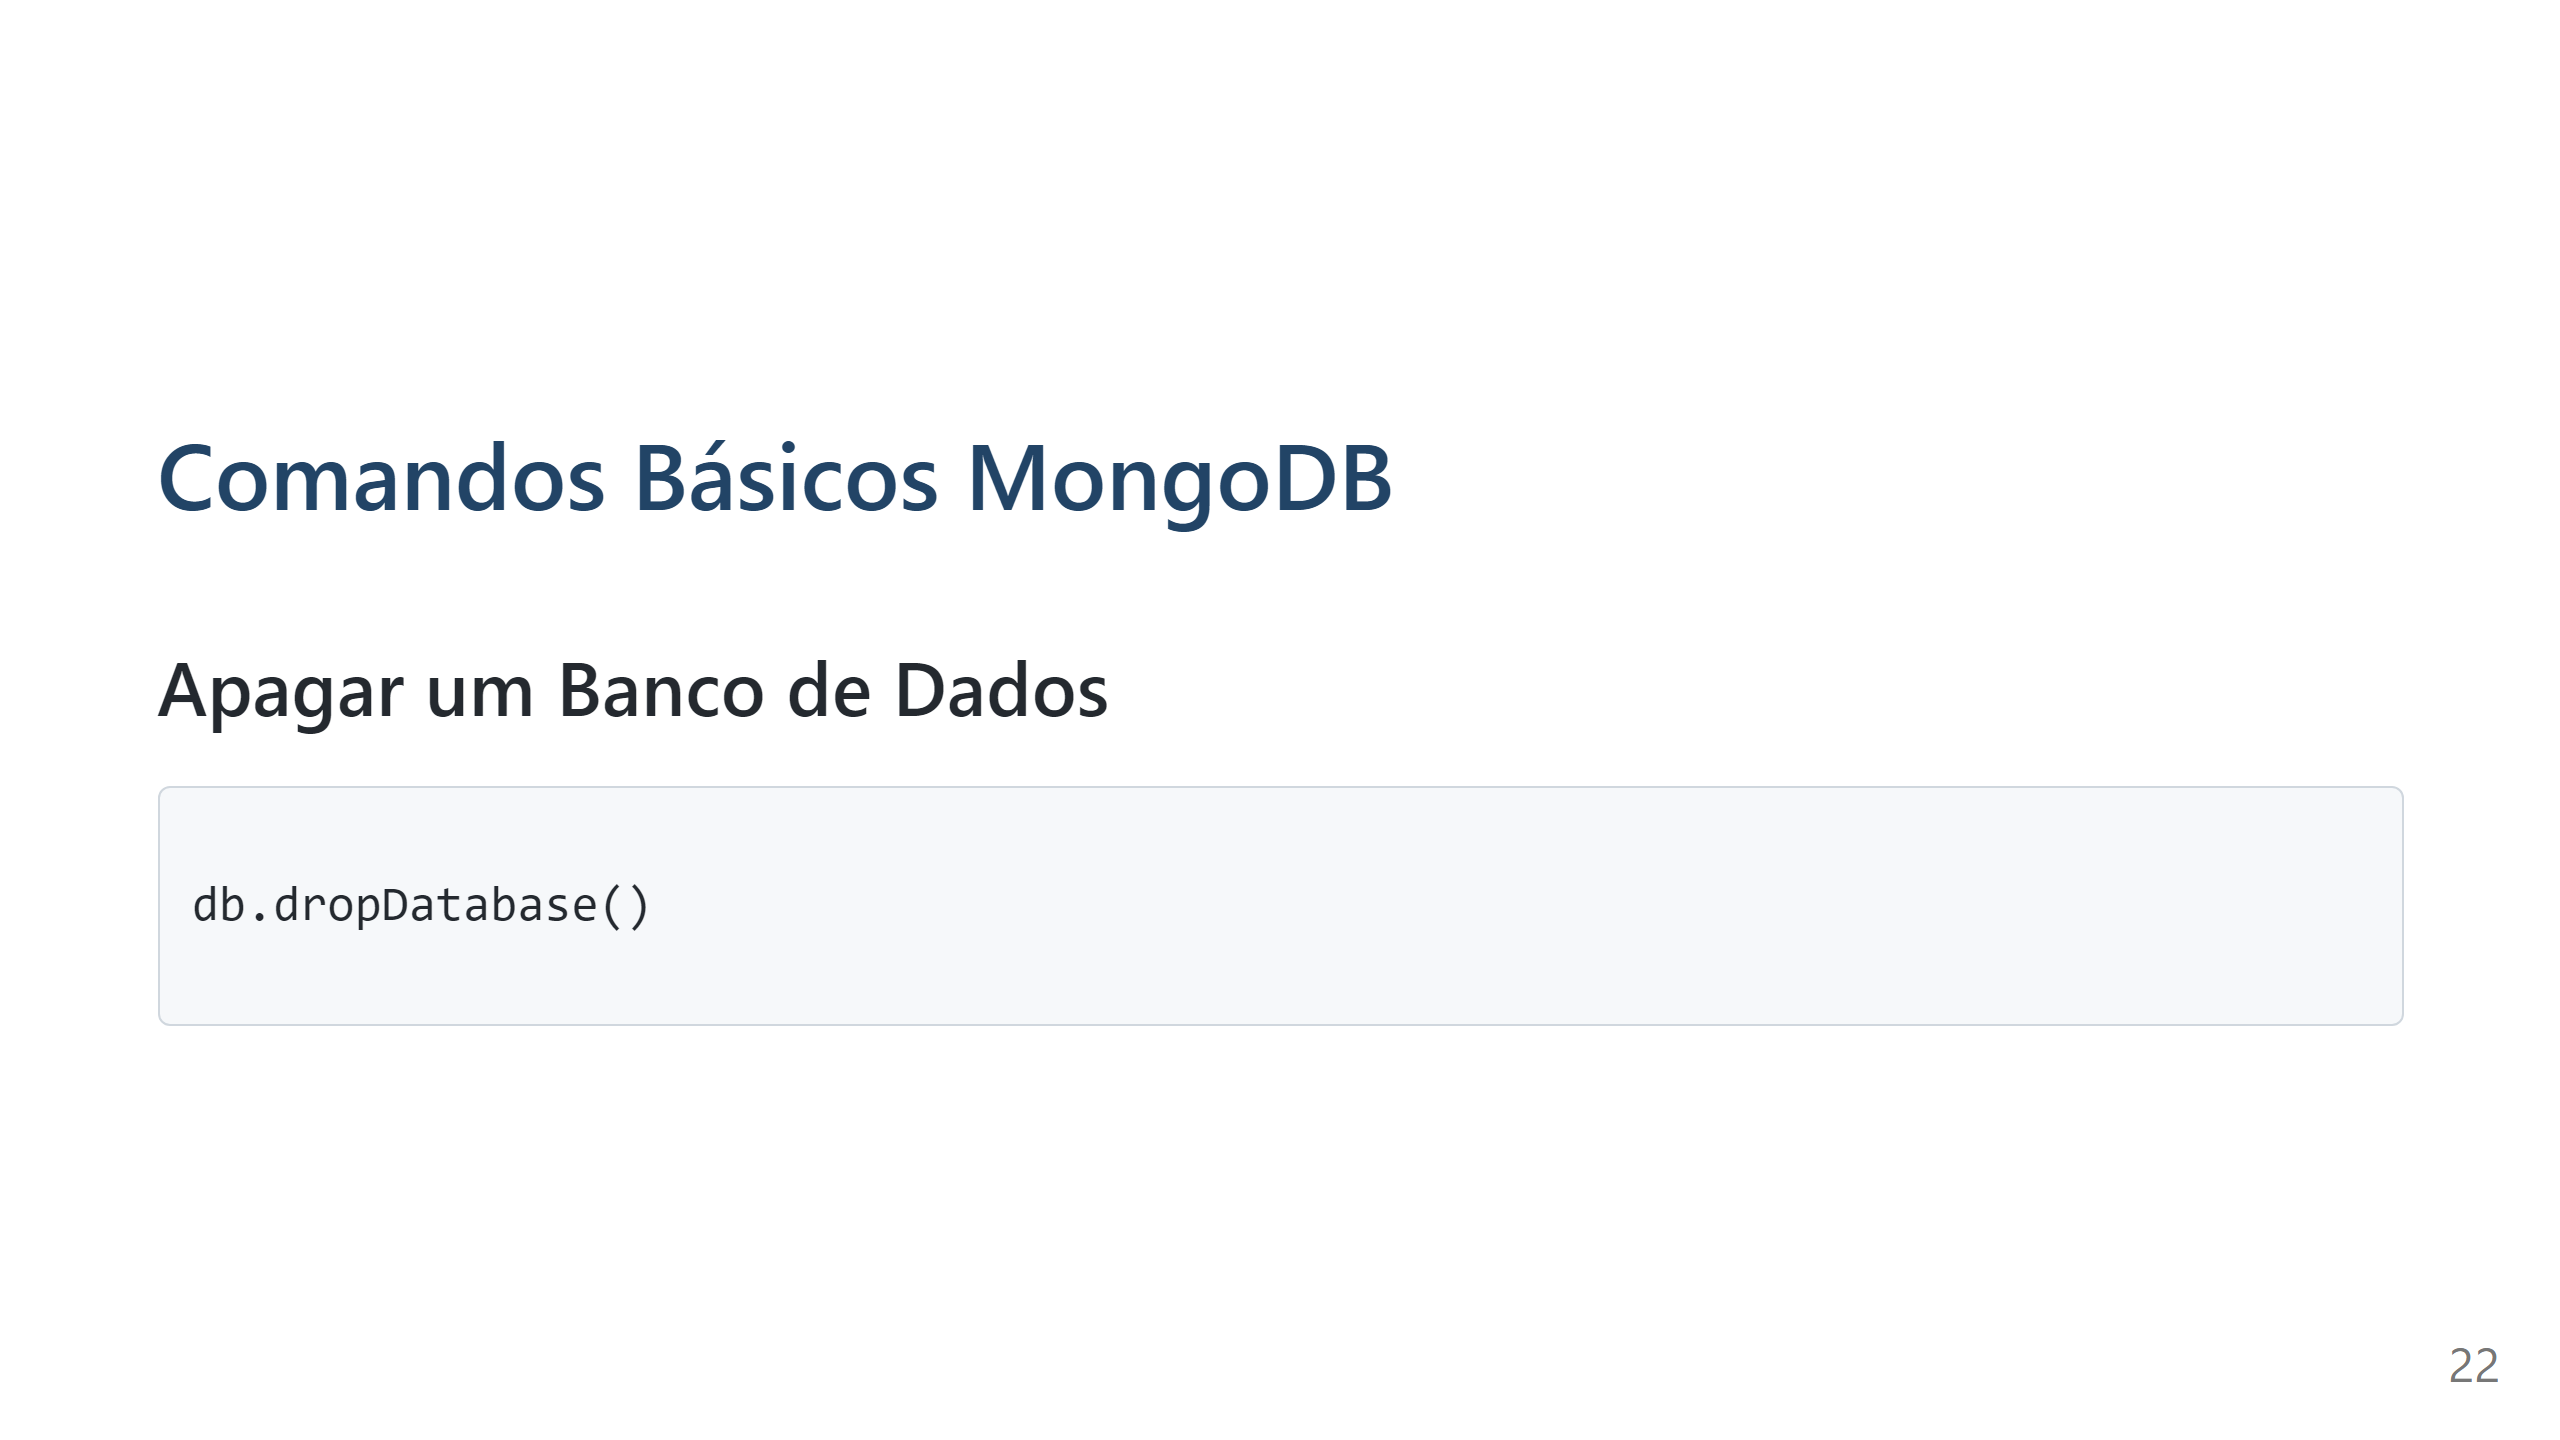 Comandos Básicos MongoDB
Apagar um Banco de Dados
db.dropDatabase()
22